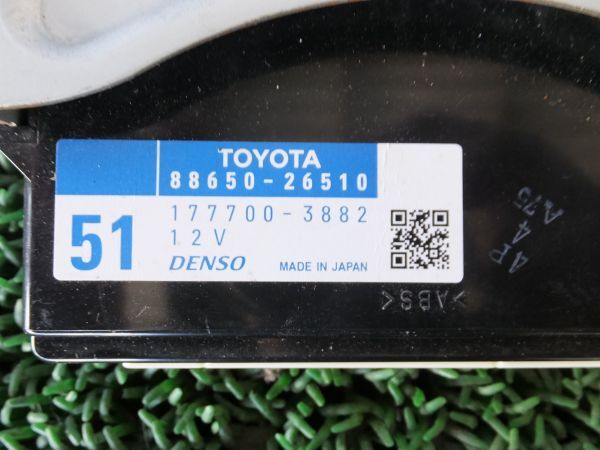 TOYOTA
88650-26510
51
177700-3882
12V
DENSO
MADE IN JAPAN
>ABS<